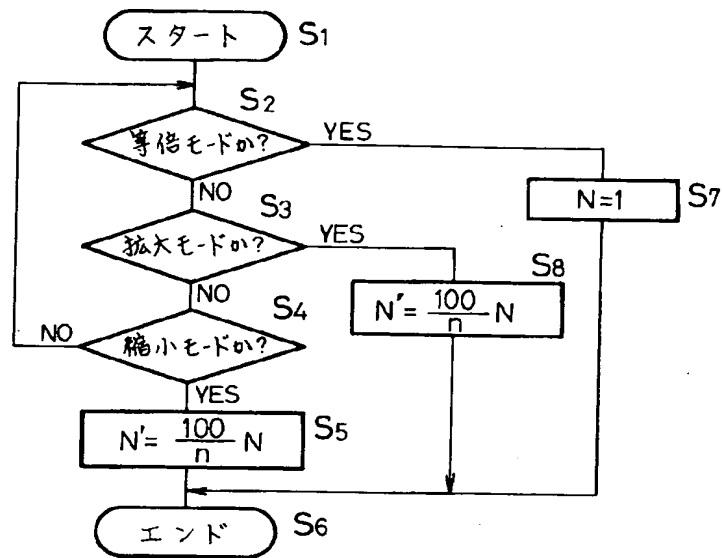 スタート S1
S2
等倍モードか? YES
NO
N=1 S7
S3
拡大モードか? YES
NO
S8
N'= 100/n N
S4
NO 縮小モードか?
YES
N'= 100/n N S5
エンド S6